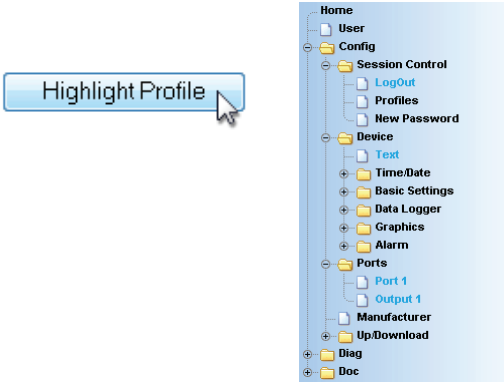 Highlight Profile
Home
User
Config
Session Control
LogOut
Profiles
New Password
Device
Text
Time/Date
Basic Settings
Data Logger
Graphics
Alarm
Ports
Port 1
Output 1
Manufacturer
Up/Download
Diag
Doc